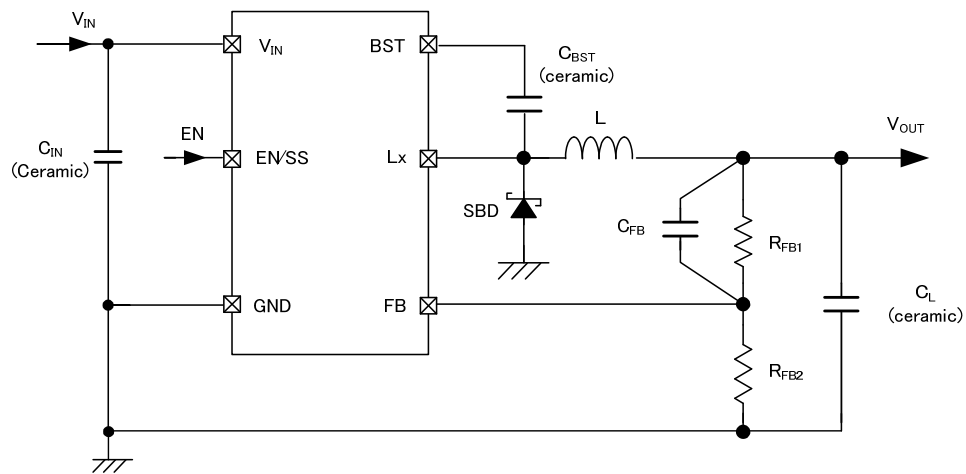 VIN
VIN
BST
CBST
(ceramic)
L
VOUT
CIN
(Ceramic)
EN
EN/SS
Lx
SBD
CFB
RFB1
GND
FB
CL
(ceramic)
RFB2